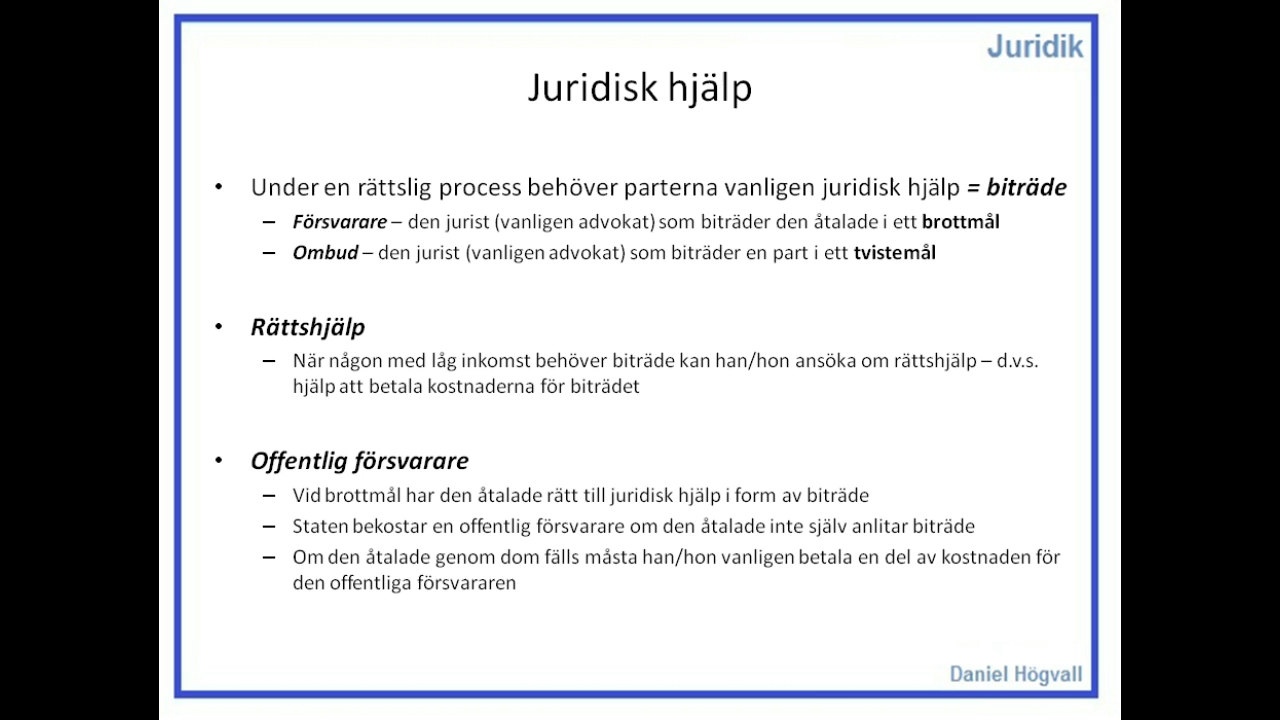 Juridik
Juridisk hjälp
• Under en rättslig process behöver parterna vanligen juridisk hjälp = biträde
– Försvarare – den jurist (vanligen advokat) som biträder den åtalade i ett brottmål
– Ombud – den jurist (vanligen advokat) som biträder en part i ett tvistemål
• Rättshjälp
– När någon med låg inkomst behöver biträde kan han/hon ansöka om rättshjälp – d.v.s.
hjälp att betala kostnaderna för biträdet
• Offentlig försvarare
– Vid brottmål har den åtalade rätt till juridisk hjälp i form av biträde
– Staten bekostar en offentlig försvarare om den åtalade inte själv anlitar biträde
– Om den åtalade genom dom fälls måsta han/hon vanligen betala en del av kostnaden för
den offentliga försvararen
Daniel Högvall